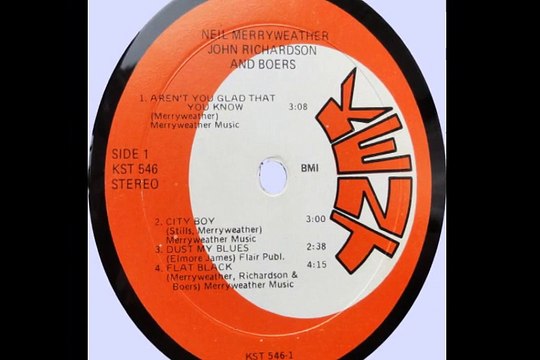 NEIL MERRYWEATHER
JOHN RICHARDSON
AND BOERS
1. AREN'T YOU GLAD THAT
YOU KNOW 3:08
(Merryweather)
Merryweather Music
SIDE 1
KST 546
STEREO
BMI
KENT
2. CITY BOY 3:00
(Stills, Merryweather)
Merryweather Music
3. DUST MY BLUES 2:38
(Elmore James) Flair Publ.
4. FLAT BLACK 4:15
(Merryweather, Richardson &
Boers) Merryweather Music
KST 546-1